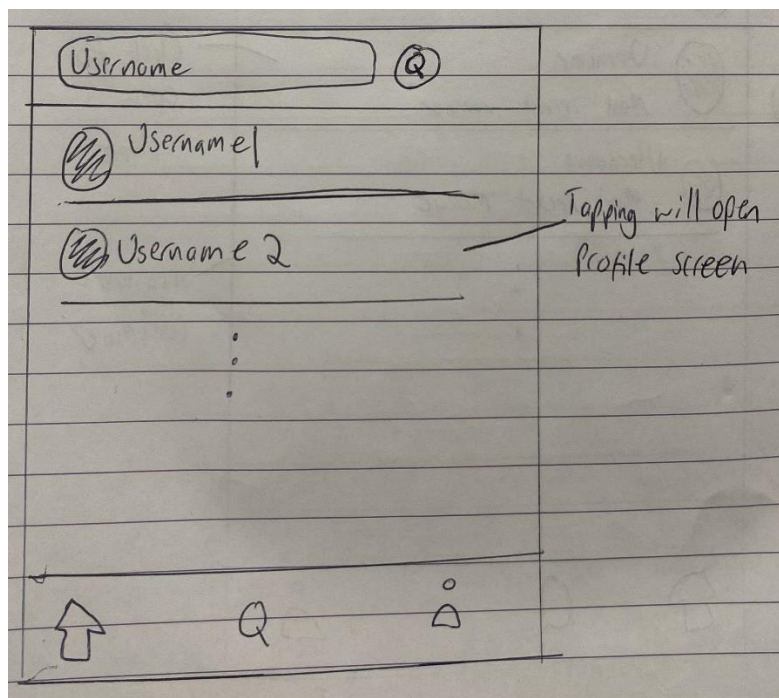 Username
Q
Username1
Username 2
Tapping will open
Profile screen
Q